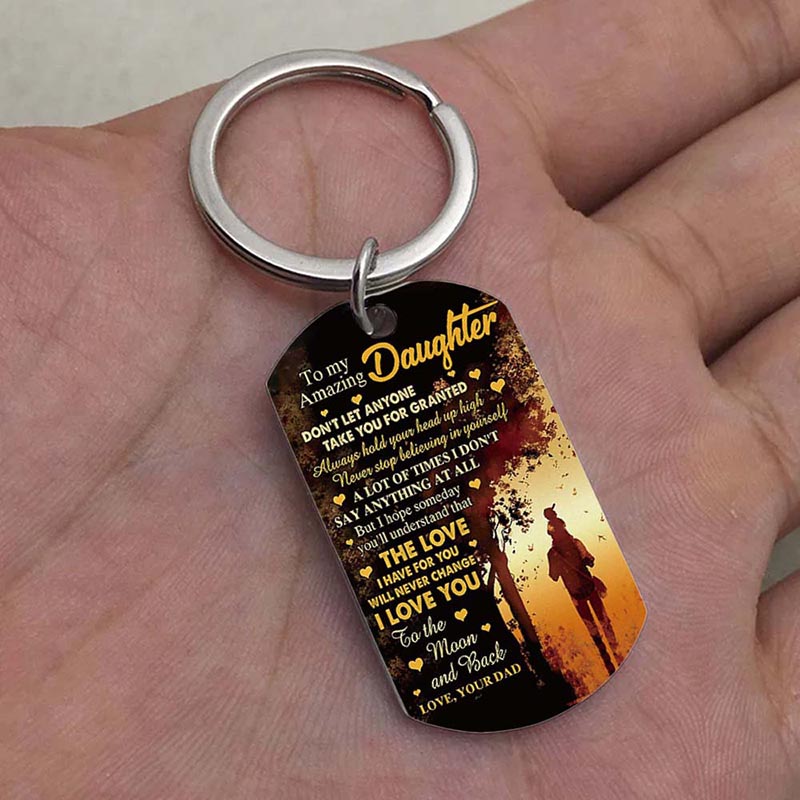 To my
Amazing Daughter
DON'T LET ANYONE
TAKE YOU FOR GRANTED
Always hold your head up high
Never stop believing in yourself
A LOT OF TIMES I DON'T
SAY ANYTHING AT ALL
But I hope someday
you'll understand that
THE LOVE
I HAVE FOR YOU
WILL NEVER CHANGE
I LOVE YOU
To the
Moon
and Back
LOVE, YOUR DAD